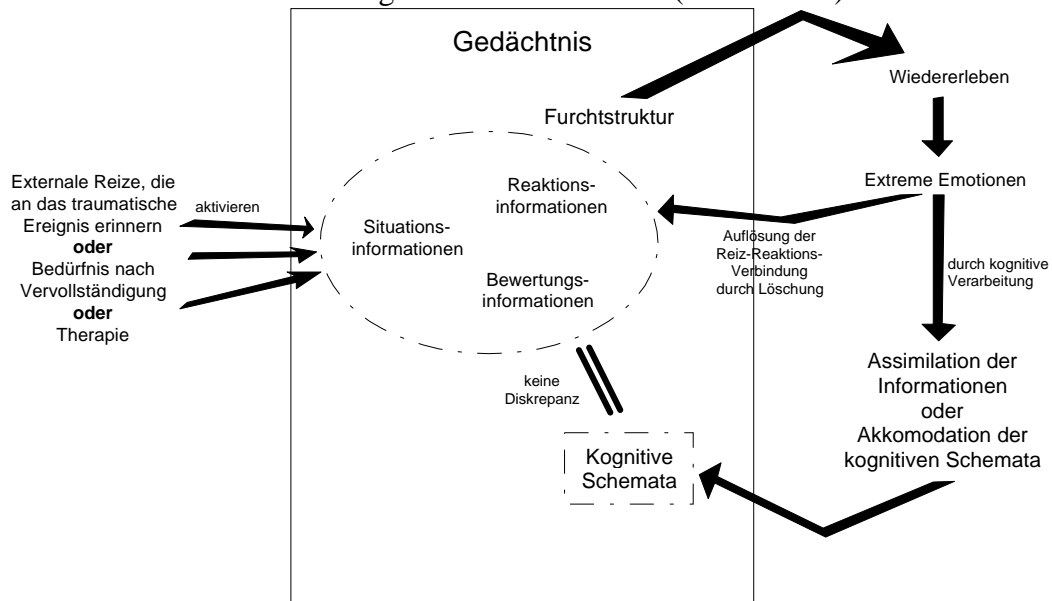 Gedächtnis
Furchtstruktur
Wiedererleben
Extreme Emotionen
Externale Reize, die
an das traumatische
Ereignis erinnern
oder
Bedürfnis nach
Vervollständigung
oder
Therapie
aktivieren
Situations-
informationen
Reaktions-
informationen
Bewertungs-
informationen
Auflösung der
Reiz-Reaktions-
Verbindung
durch Löschung
durch kognitive
Verarbeitung
keine
Diskrepanz
Kognitive
Schemata
Assimilation der
Informationen
oder
Akkomodation der
kognitiven Schemata